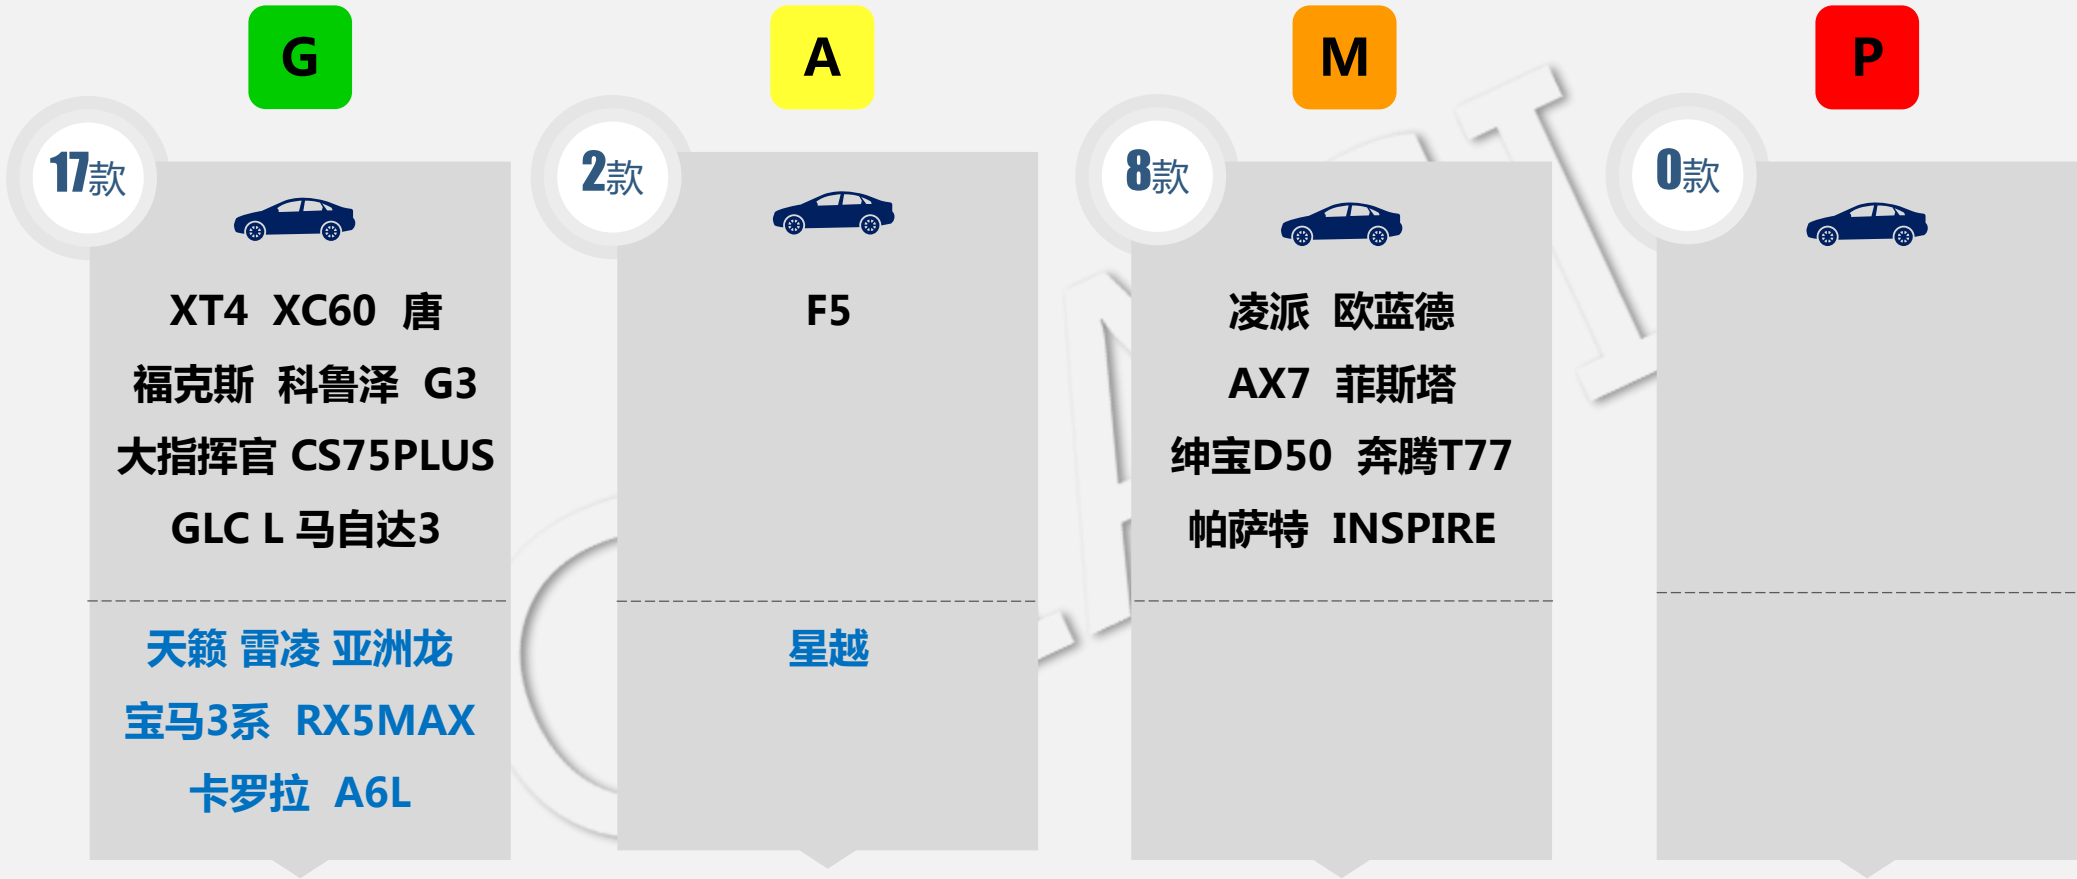 G
17款
XT4 XC60 唐
福克斯 科鲁泽 G3
大指挥官 CS75PLUS
GLC L 马自达3
天籁 雷凌 亚洲龙
宝马3系 RX5MAX
卡罗拉 A6L
A
2款
F5
星越
M
8款
凌派 欧蓝德
AX7 菲斯塔
绅宝D50 奔腾T77
帕萨特 INSPIRE
P
0款